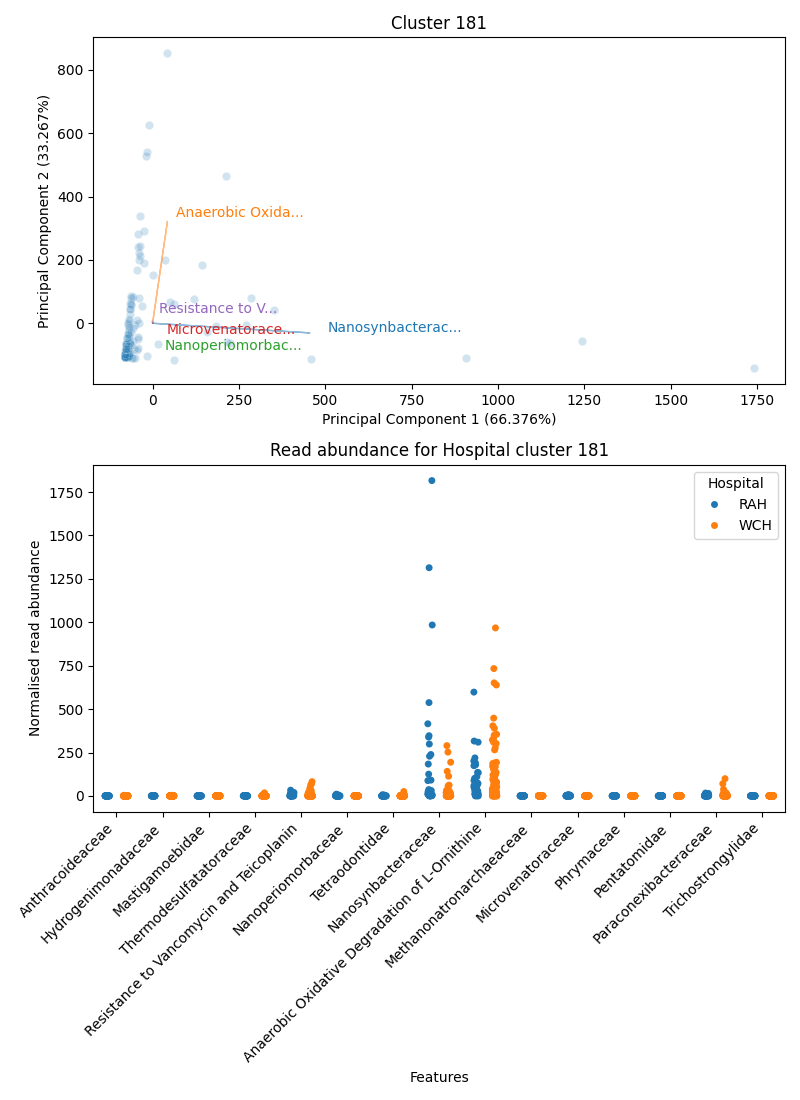 Cluster 181
Principal Component 2 (33.267%)
800
600
400
200
0
Anaerobic Oxida...
Resistance to V...
Nanosynbacterac...
Microvenatorace...
Nanoperiomorbac...
0 250 500 750 1000 1250 1500 1750
Principal Component 1 (66.376%)
Read abundance for Hospital cluster 181
Normalised read abundance
1750
1500
1250
1000
750
500
250
0
Hospital
RAH
WCH
Anthracoideaceae
Hydrogenimonadaceae
Mastigamoebidae
Thermodesulfatatoraceae
Resistance to Vancomycin and Teicoplanin
Nanoperiomorbaceae
Tetraodontidae
Nanosynbacteraceae
Anaerobic Oxidative Degradation of L-Ornithine
Methanonatronarchaeaceae
Microvenatoraceae
Phrymaceae
Pentatomidae
Paraconexibacteraceae
Trichostrongylidae
Features